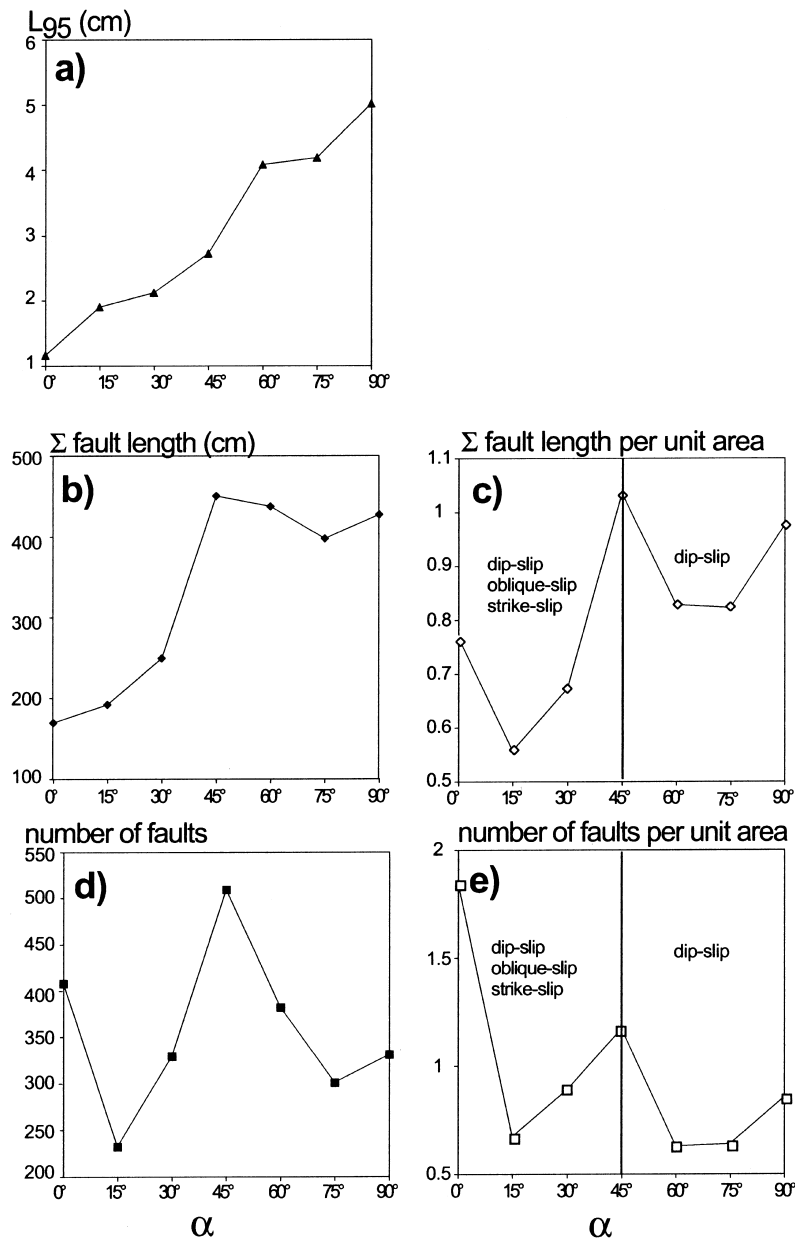 L95 (cm)
6
a)
5
4
3
2
1
0° 15° 30° 45° 60° 75° 90°
Σ fault length (cm)
500
b)
400
300
200
100
0° 15° 30° 45° 60° 75° 90°
Σ fault length per unit area
1.1
c)
1
0.9
dip-slip
oblique-slip
strike-slip
dip-slip
0.8
0.7
0.6
0.5
0° 15° 30° 45° 60° 75° 90°
number of faults
550
d)
500
450
400
350
300
250
200
0° 15° 30° 45° 60° 75° 90°
α
number of faults per unit area
2
e)
dip-slip
oblique-slip
strike-slip
dip-slip
1.5
1
0.5
0° 15° 30° 45° 60° 75° 90°
α